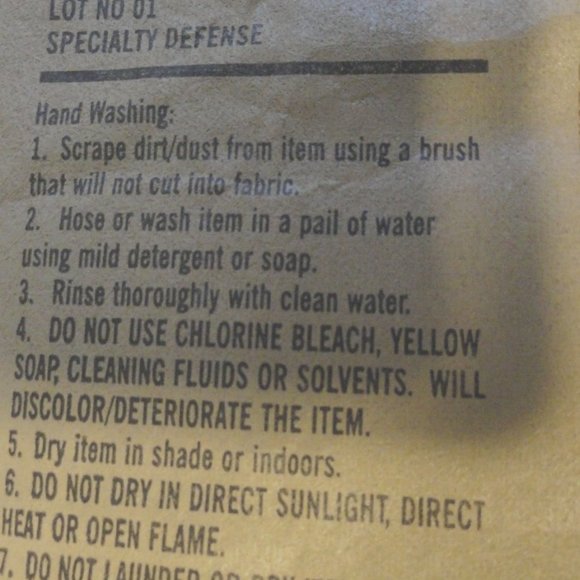 LOT NO 01
SPECIALTY DEFENSE
Hand Washing:
1. Scrape dirt/dust from item using a brush
that will not cut into fabric.
2. Hose or wash item in a pail of water
using mild detergent or soap.
3. Rinse thoroughly with clean water.
4. DO NOT USE CHLORINE BLEACH, YELLOW
SOAP, CLEANING FLUIDS OR SOLVENTS. WILL
DISCOLOR/DETERIORATE THE ITEM.
5. Dry item in shade or indoors.
6. DO NOT DRY IN DIRECT SUNLIGHT, DIRECT
HEAT OR OPEN FLAME.
7. DO NOT LAUNDER OR DRY